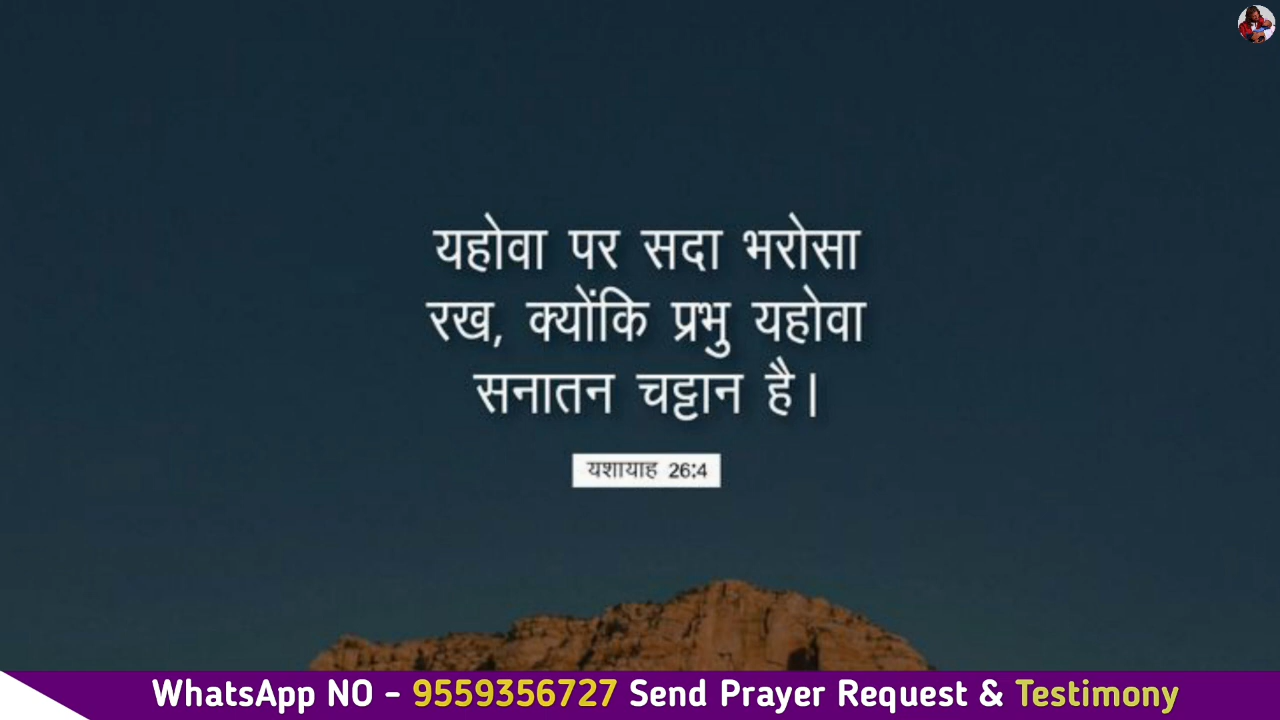 यहोवा पर सदा भरोसा
रख, क्योंकि प्रभु यहोवा
सनातन चट्टान है।
यशायाह 26:4
WhatsApp NO - 9559356727 Send Prayer Request & Testimony